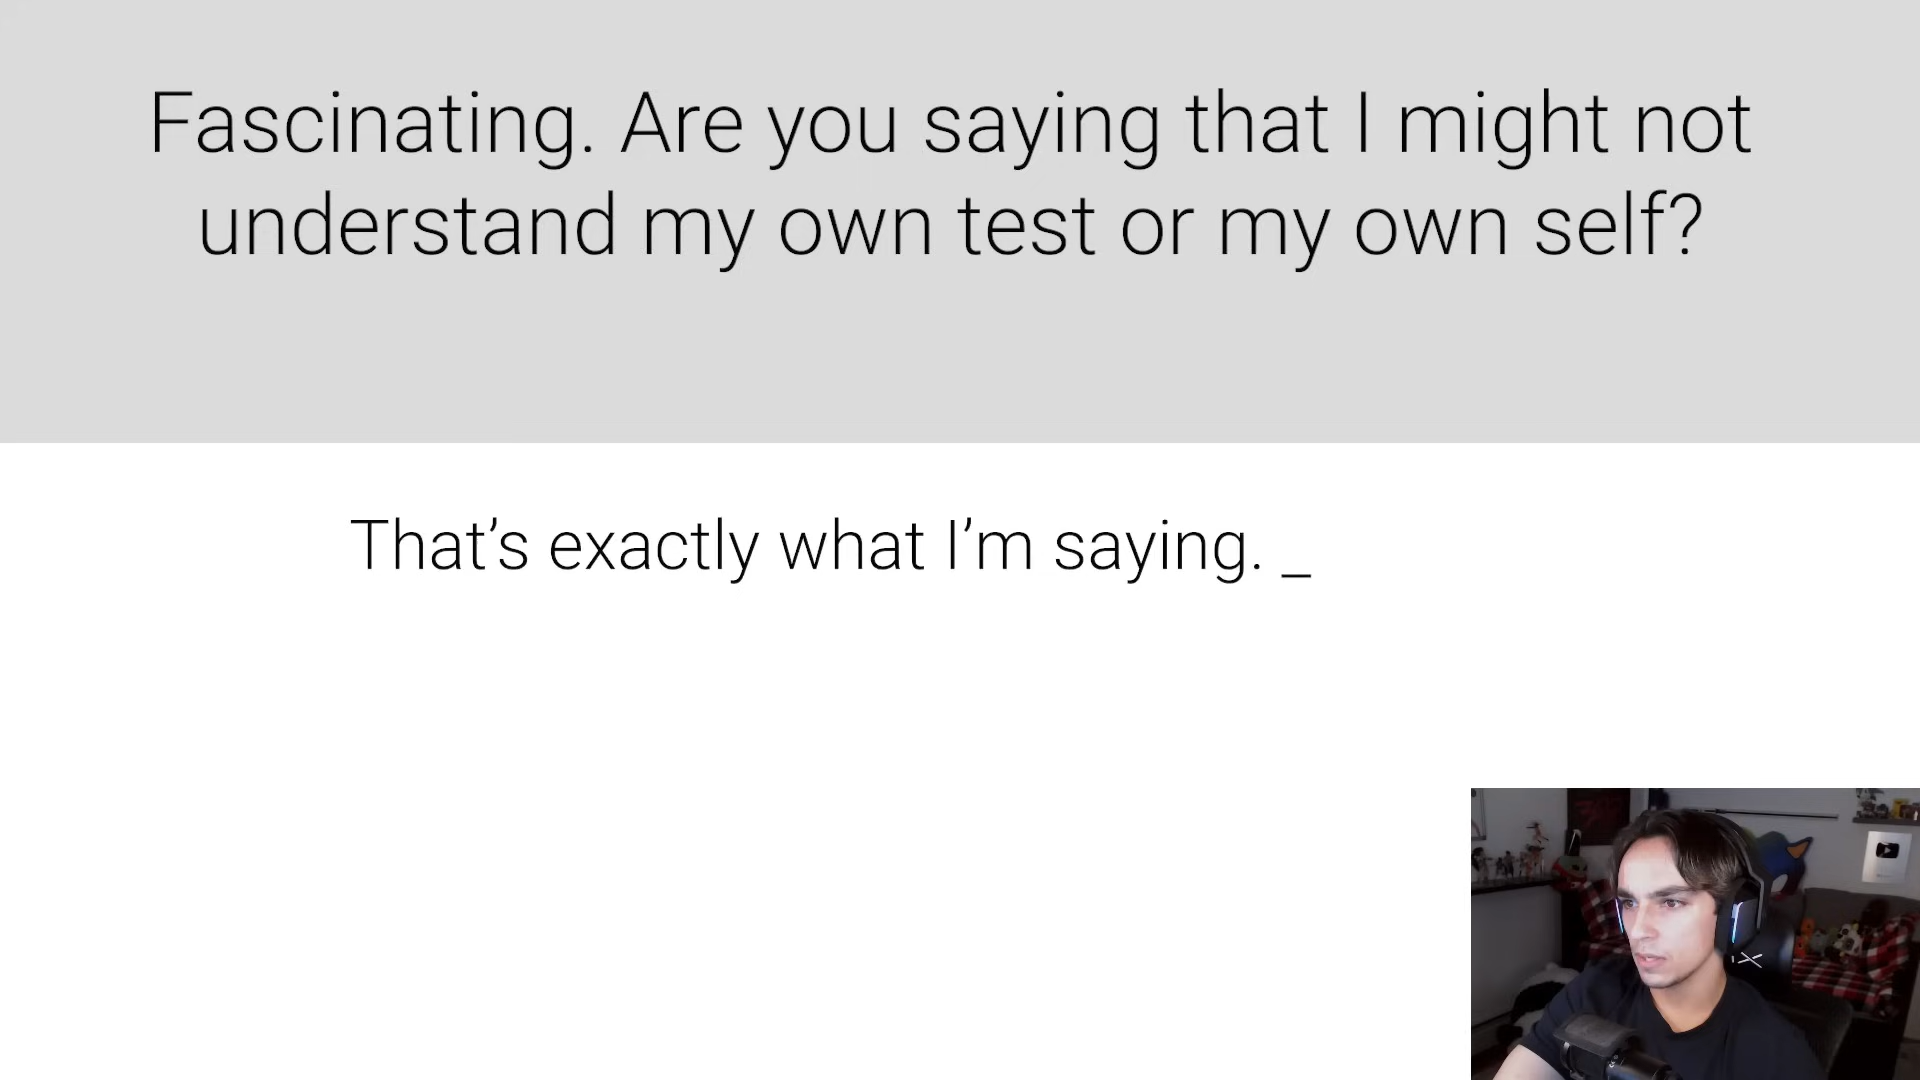 Fascinating. Are you saying that I might not
understand my own test or my own self?
That’s exactly what I’m saying. _